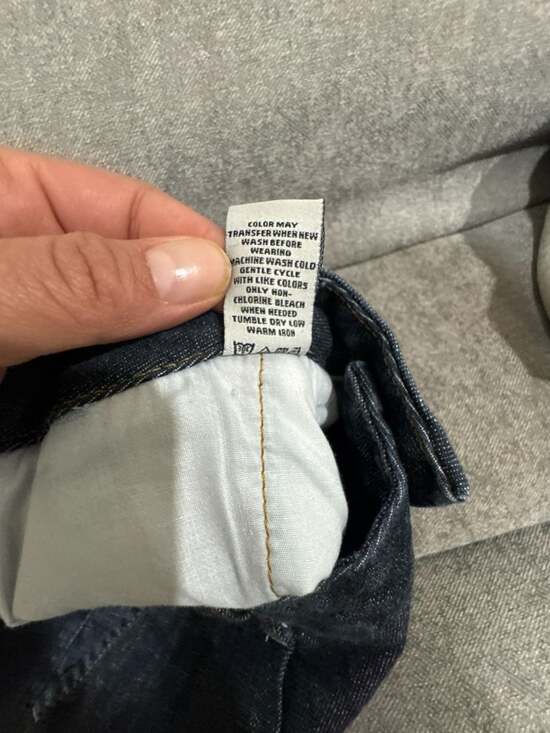 COLOR MAY
TRANSFER WHEN NEW
WASH BEFORE
WEARING
MACHINE WASH COLD
GENTLE CYCLE
WITH LIKE COLORS
ONLY NON-
CHLORINE BLEACH
WHEN NEEDED
TUMBLE DRY LOW
WARM IRON